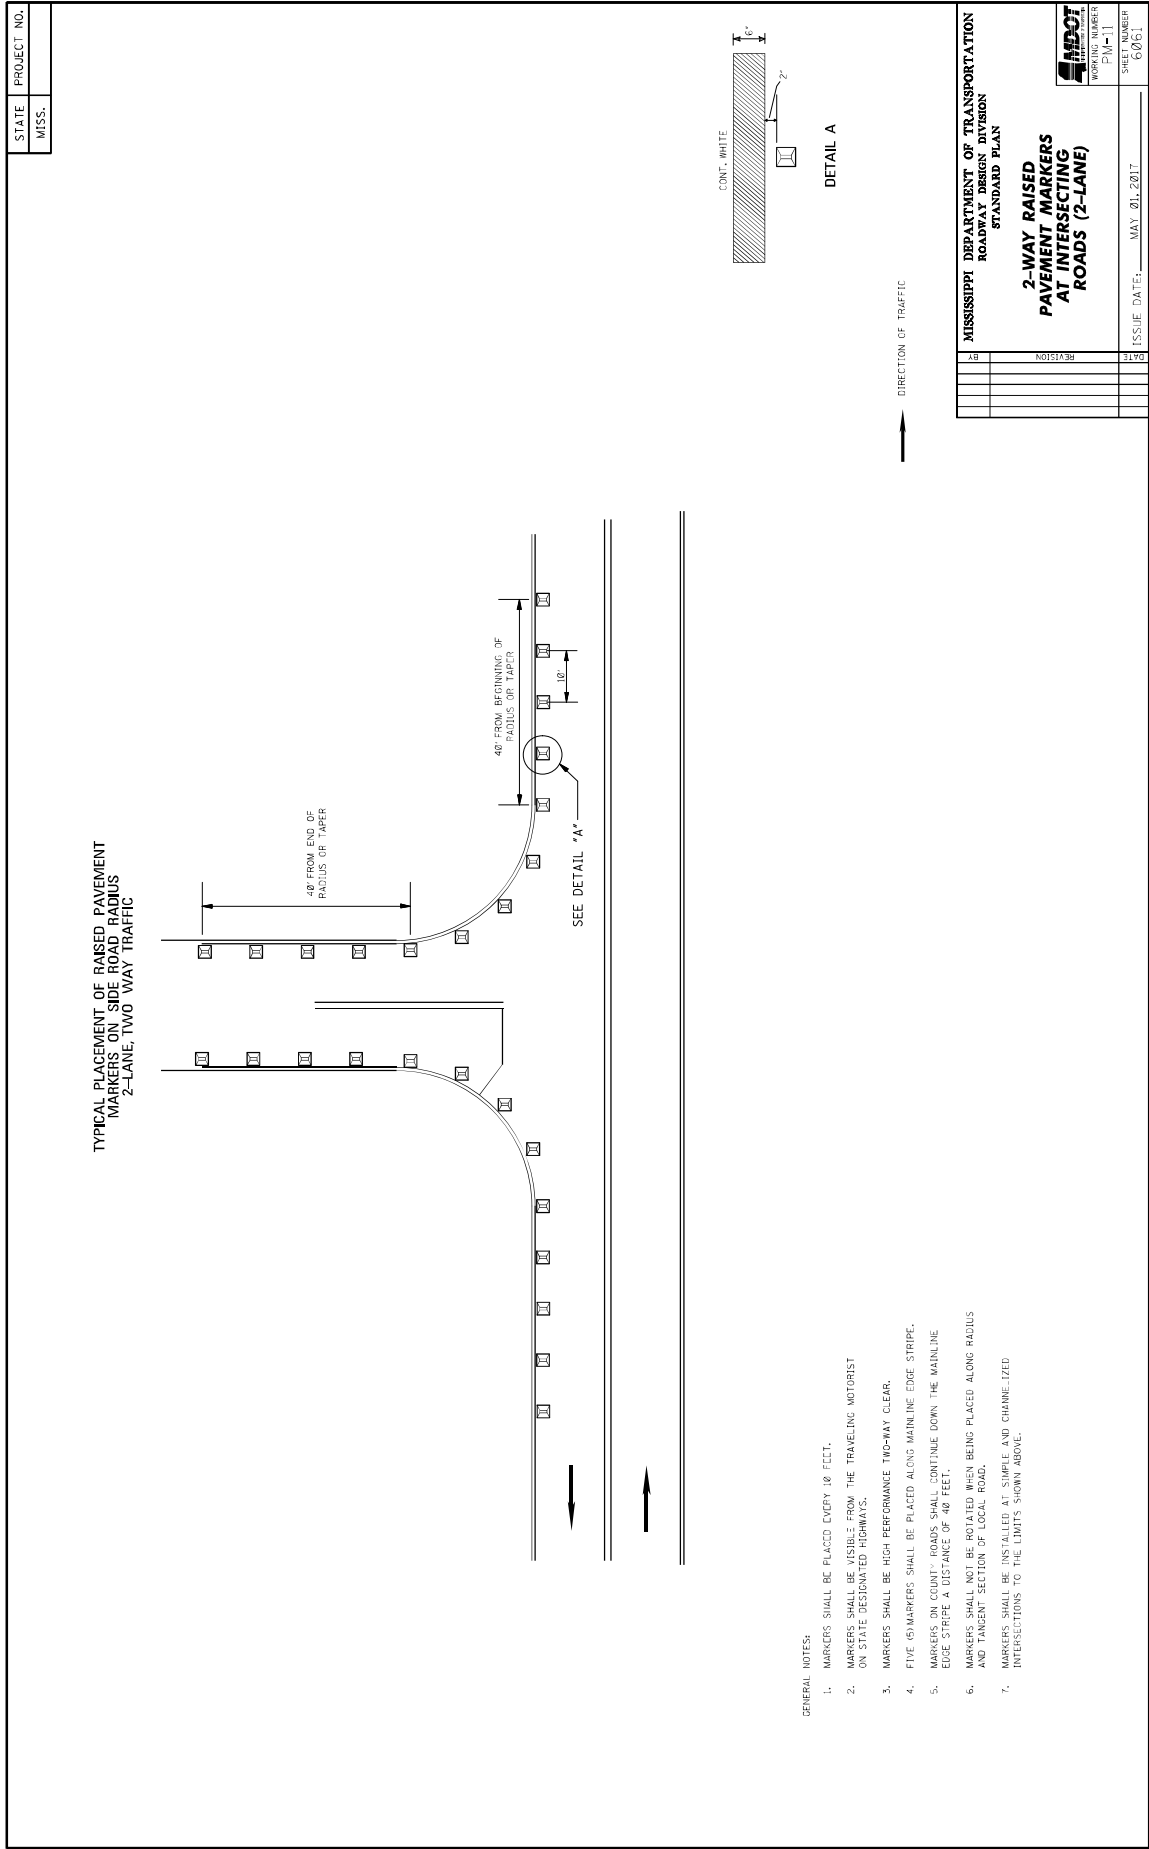 STATE PROJECT NO.
MISS.
TYPICAL PLACEMENT OF RAISED PAVEMENT
MARKERS ON SIDE ROAD RADIUS
2-LANE, TWO WAY TRAFFIC
40' FROM END OF
RADIUS OR TAPER
40' FROM BEGINNING OF
RADIUS OR TAPER
10'
SEE DETAIL "A"
CONT. WHITE
6"
2"
DETAIL A
DIRECTION OF TRAFFIC
GENERAL NOTES:
1. MARKERS SHALL BE PLACED EVERY 10 FEET.
2. MARKERS SHALL BE VISIBLE FROM THE TRAVELING MOTORIST
ON STATE DESIGNATED HIGHWAYS.
3. MARKERS SHALL BE HIGH PERFORMANCE TWO-WAY CLEAR.
4. FIVE (5) MARKERS SHALL BE PLACED ALONG MAINLINE EDGE STRIPE.
5. MARKERS ON COUNTY ROADS SHALL CONTINUE DOWN THE MAINLINE
EDGE STRIPE A DISTANCE OF 40 FEET.
6. MARKERS SHALL NOT BE ROTATED WHEN BEING PLACED ALONG RADIUS
AND TANGENT SECTION OF LOCAL ROAD.
7. MARKERS SHALL BE INSTALLED AT SIMPLE AND CHANNELIZED
INTERSECTIONS TO THE LIMITS SHOWN ABOVE.
BY
REVISION
DATE
MISSISSIPPI DEPARTMENT OF TRANSPORTATION
ROADWAY DESIGN DIVISION
STANDARD PLAN
2-WAY RAISED
PAVEMENT MARKERS
AT INTERSECTING
ROADS (2-LANE)
ISSUE DATE: MAY 01, 2017
MDOT
WORKING NUMBER
PM-11
SHEET NUMBER
6061